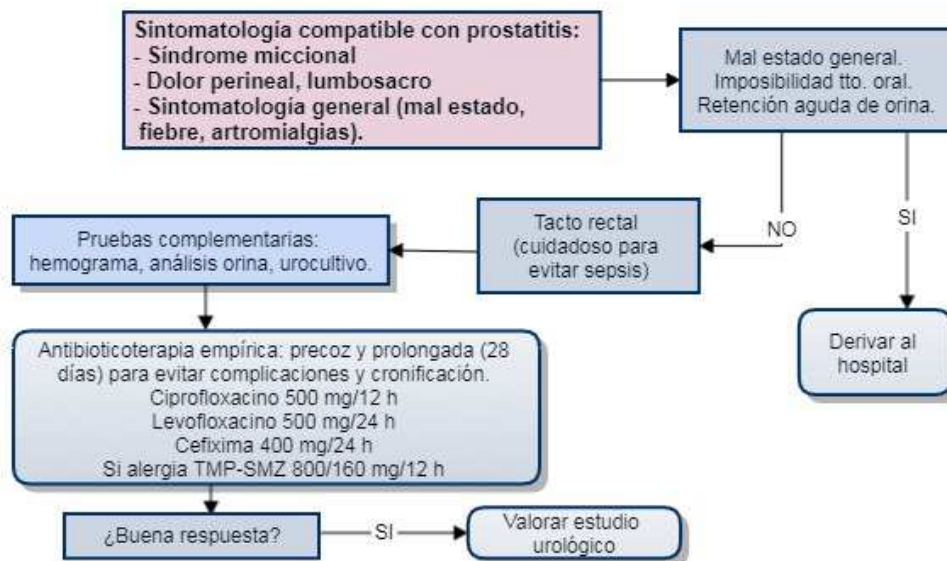 Sintomatología compatible con prostatitis:
- Síndrome miccional
- Dolor perineal, lumbosacro
- Sintomatología general (mal estado,
fiebre, artromialgias).
Mal estado general.
Imposibilidad tto. oral.
Retención aguda de orina.
NO
SI
Tacto rectal
(cuidadoso para
evitar sepsis)
Pruebas complementarias:
hemograma, análisis orina, urocultivo.
Derivar al
hospital
Antibioticoterapia empírica: precoz y prolongada (28
días) para evitar complicaciones y cronificación.
Ciprofloxacino 500 mg/12 h
Levofloxacino 500 mg/24 h
Cefixima 400 mg/24 h
Si alergia TMP-SMZ 800/160 mg/12 h
¿Buena respuesta?
SI
Valorar estudio
urológico